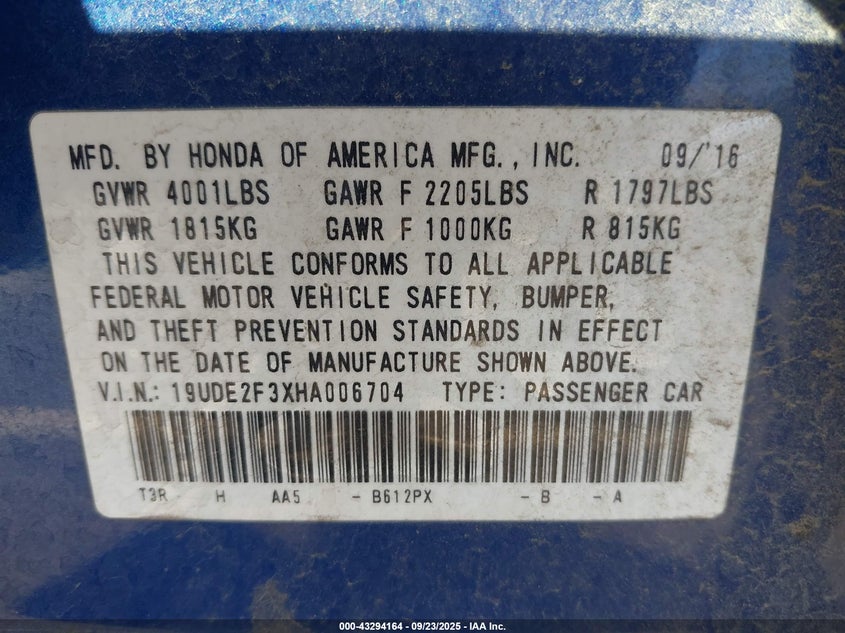 MFD. BY HONDA OF AMERICA MFG., INC. 09/'16
GVWR 4001LBS GAWR F 2205LBS R 1797LBS
GVWR 1815KG GAWR F 1000KG R 815KG
THIS VEHICLE CONFORMS TO ALL APPLICABLE
FEDERAL MOTOR VEHICLE SAFETY, BUMPER,
AND THEFT PREVENTION STANDARDS IN EFFECT
ON THE DATE OF MANUFACTURE SHOWN ABOVE.
V.I.N.: 19UDE2F3XHA006704 TYPE: PASSENGER CAR
T3R H AA5 - B612PX - B - A
000-43294164 - 09/23/2025 - IAA Inc.